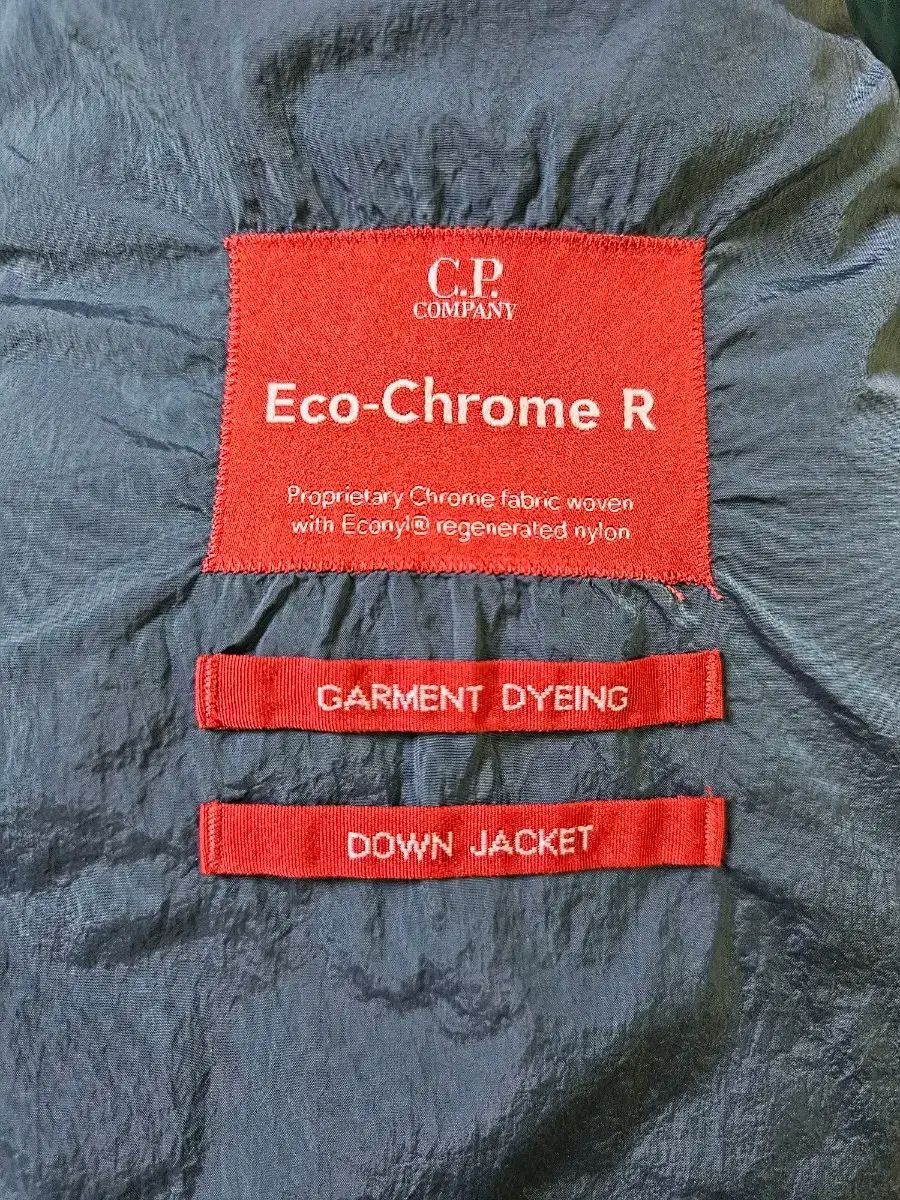 C.P.
COMPANY
Eco-Chrome R
Proprietary Chrome fabric woven
with Econyl® regenerated nylon
GARMENT DYEING
DOWN JACKET